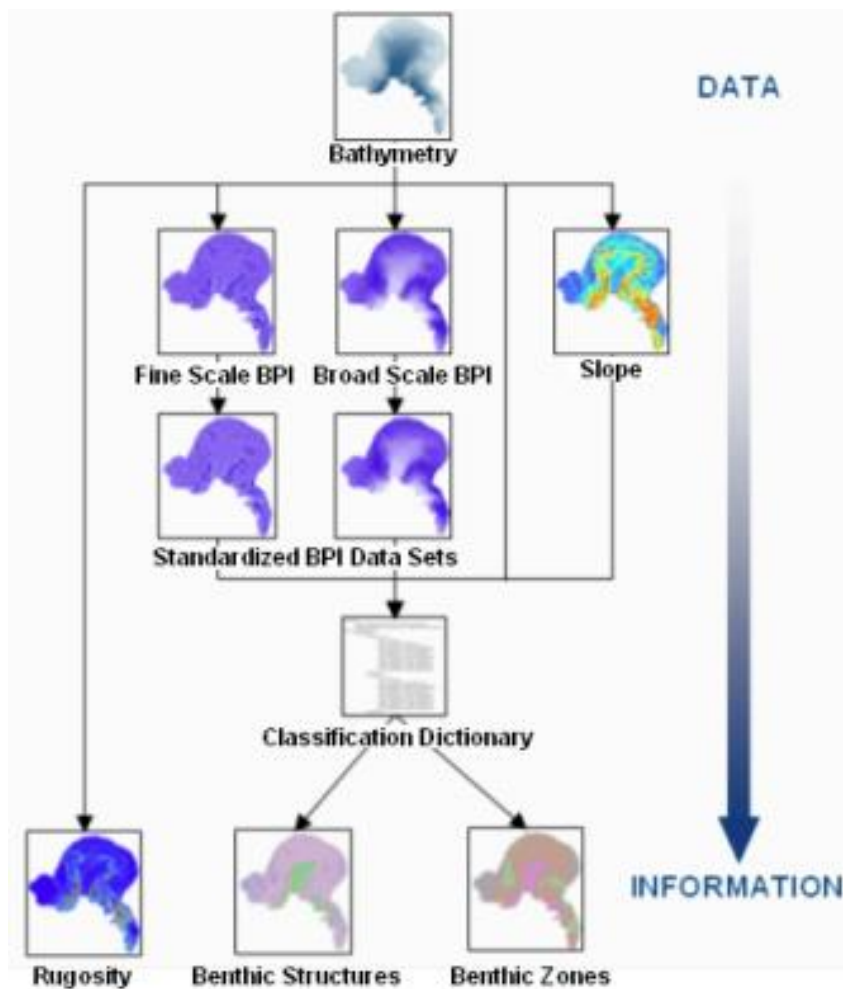 DATA
Bathymetry
Fine Scale BPI
Broad Scale BPI
Slope
Standardized BPI Data Sets
Classification Dictionary
INFORMATION
Rugosity
Benthic Structures
Benthic Zones